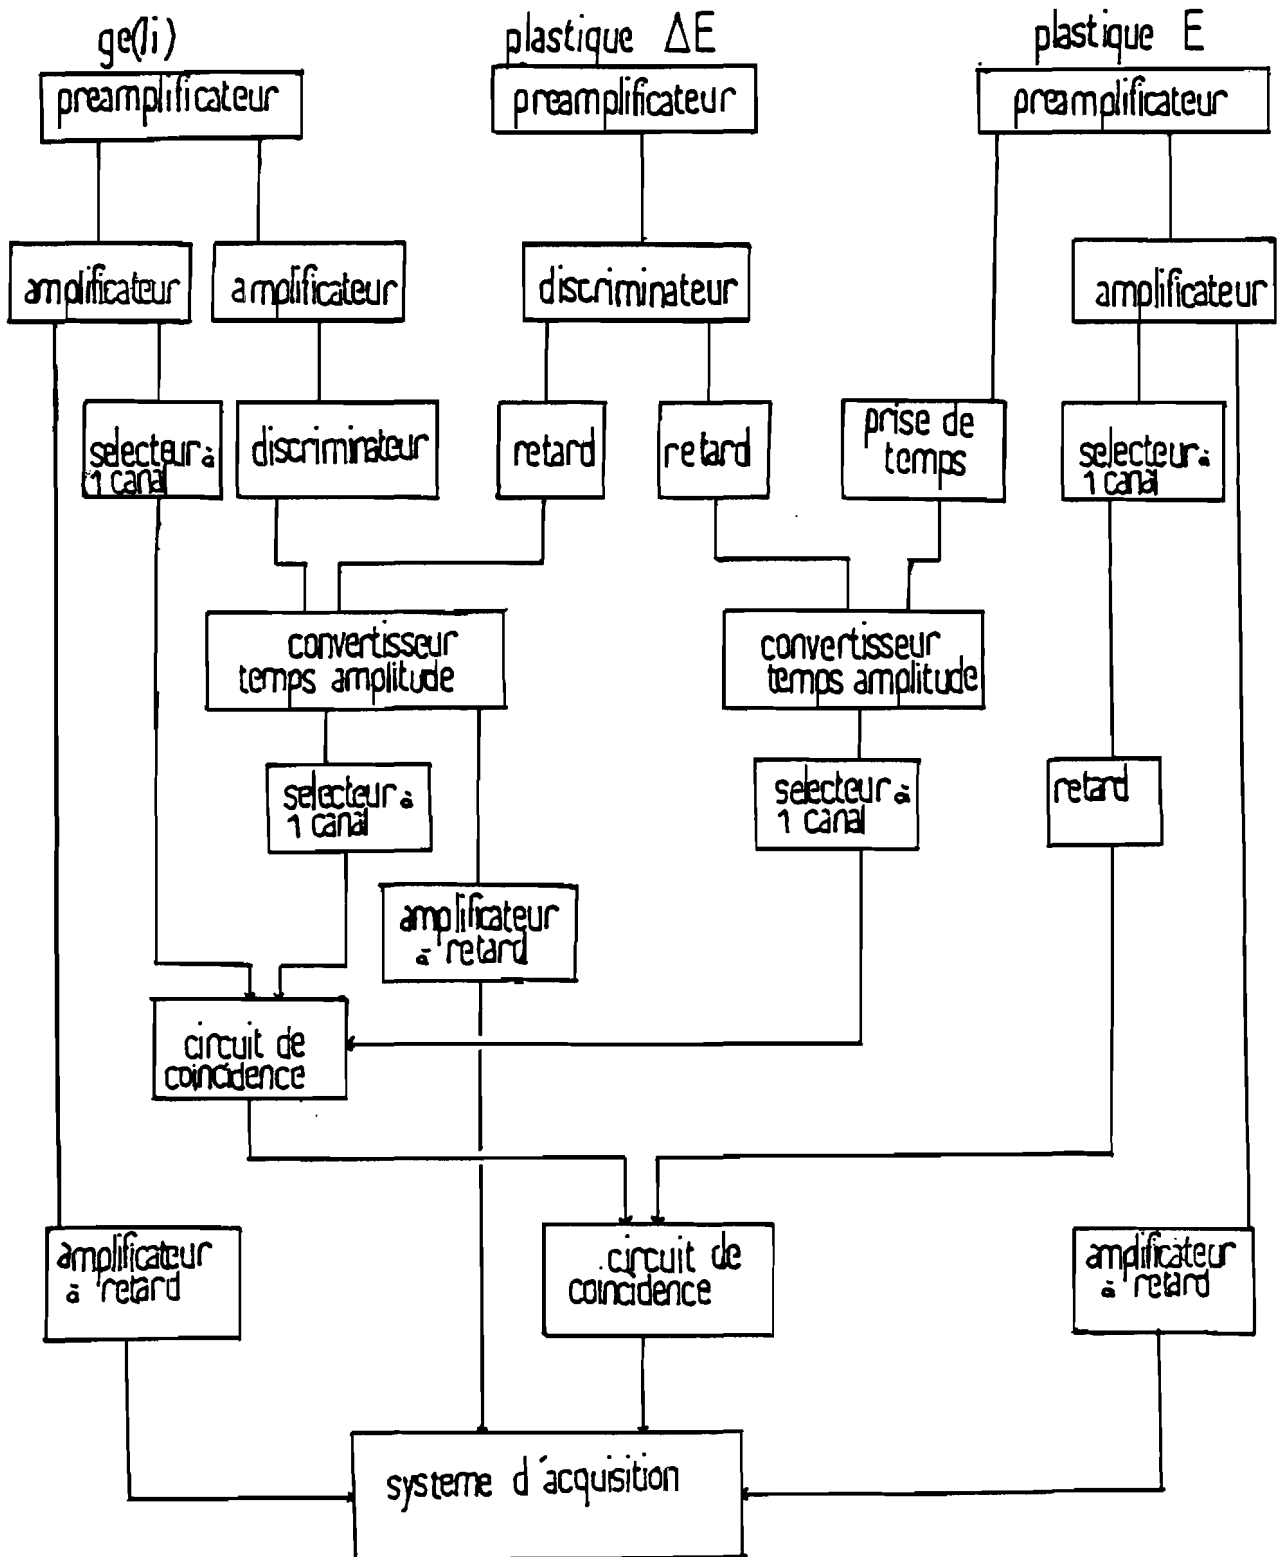 ge(li)
plastique ΔE
plastique E
preamplificateur
preamplificateur
preamplificateur
amplificateur
amplificateur
discriminateur
amplificateur
selecteur à
1 canal
discriminateur
retard
retard
prise de
temps
selecteur à
1 canal
convertisseur
temps amplitude
convertisseur
temps amplitude
selecteur à
1 canal
selecteur à
1 canal
retard
amplificateur
à retard
circuit de
coincidence
amplificateur
à retard
circuit de
coincidence
amplificateur
à retard
systeme d'acquisition